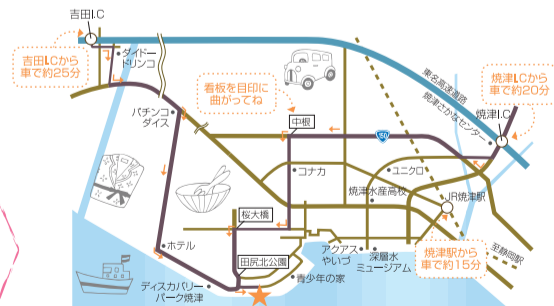 吉田I.C
吉田I.Cから
車で約25分
ダイドー
ドリンコ
パチンコ
ダイス
看板を目印に
曲がってね
中根
150
東名高速道路
焼津さかなセンター
焼津I.Cから
車で約20分
焼津I.C
コナカ
ユニクロ
焼津水産高校
JR焼津駅
桜大橋
ホテル
田尻北公園
アクアス
やいづ
深層水
ミュージアム
至静岡駅
焼津駅から
車で約15分
ディスカバリー
パーク焼津
青少年の家